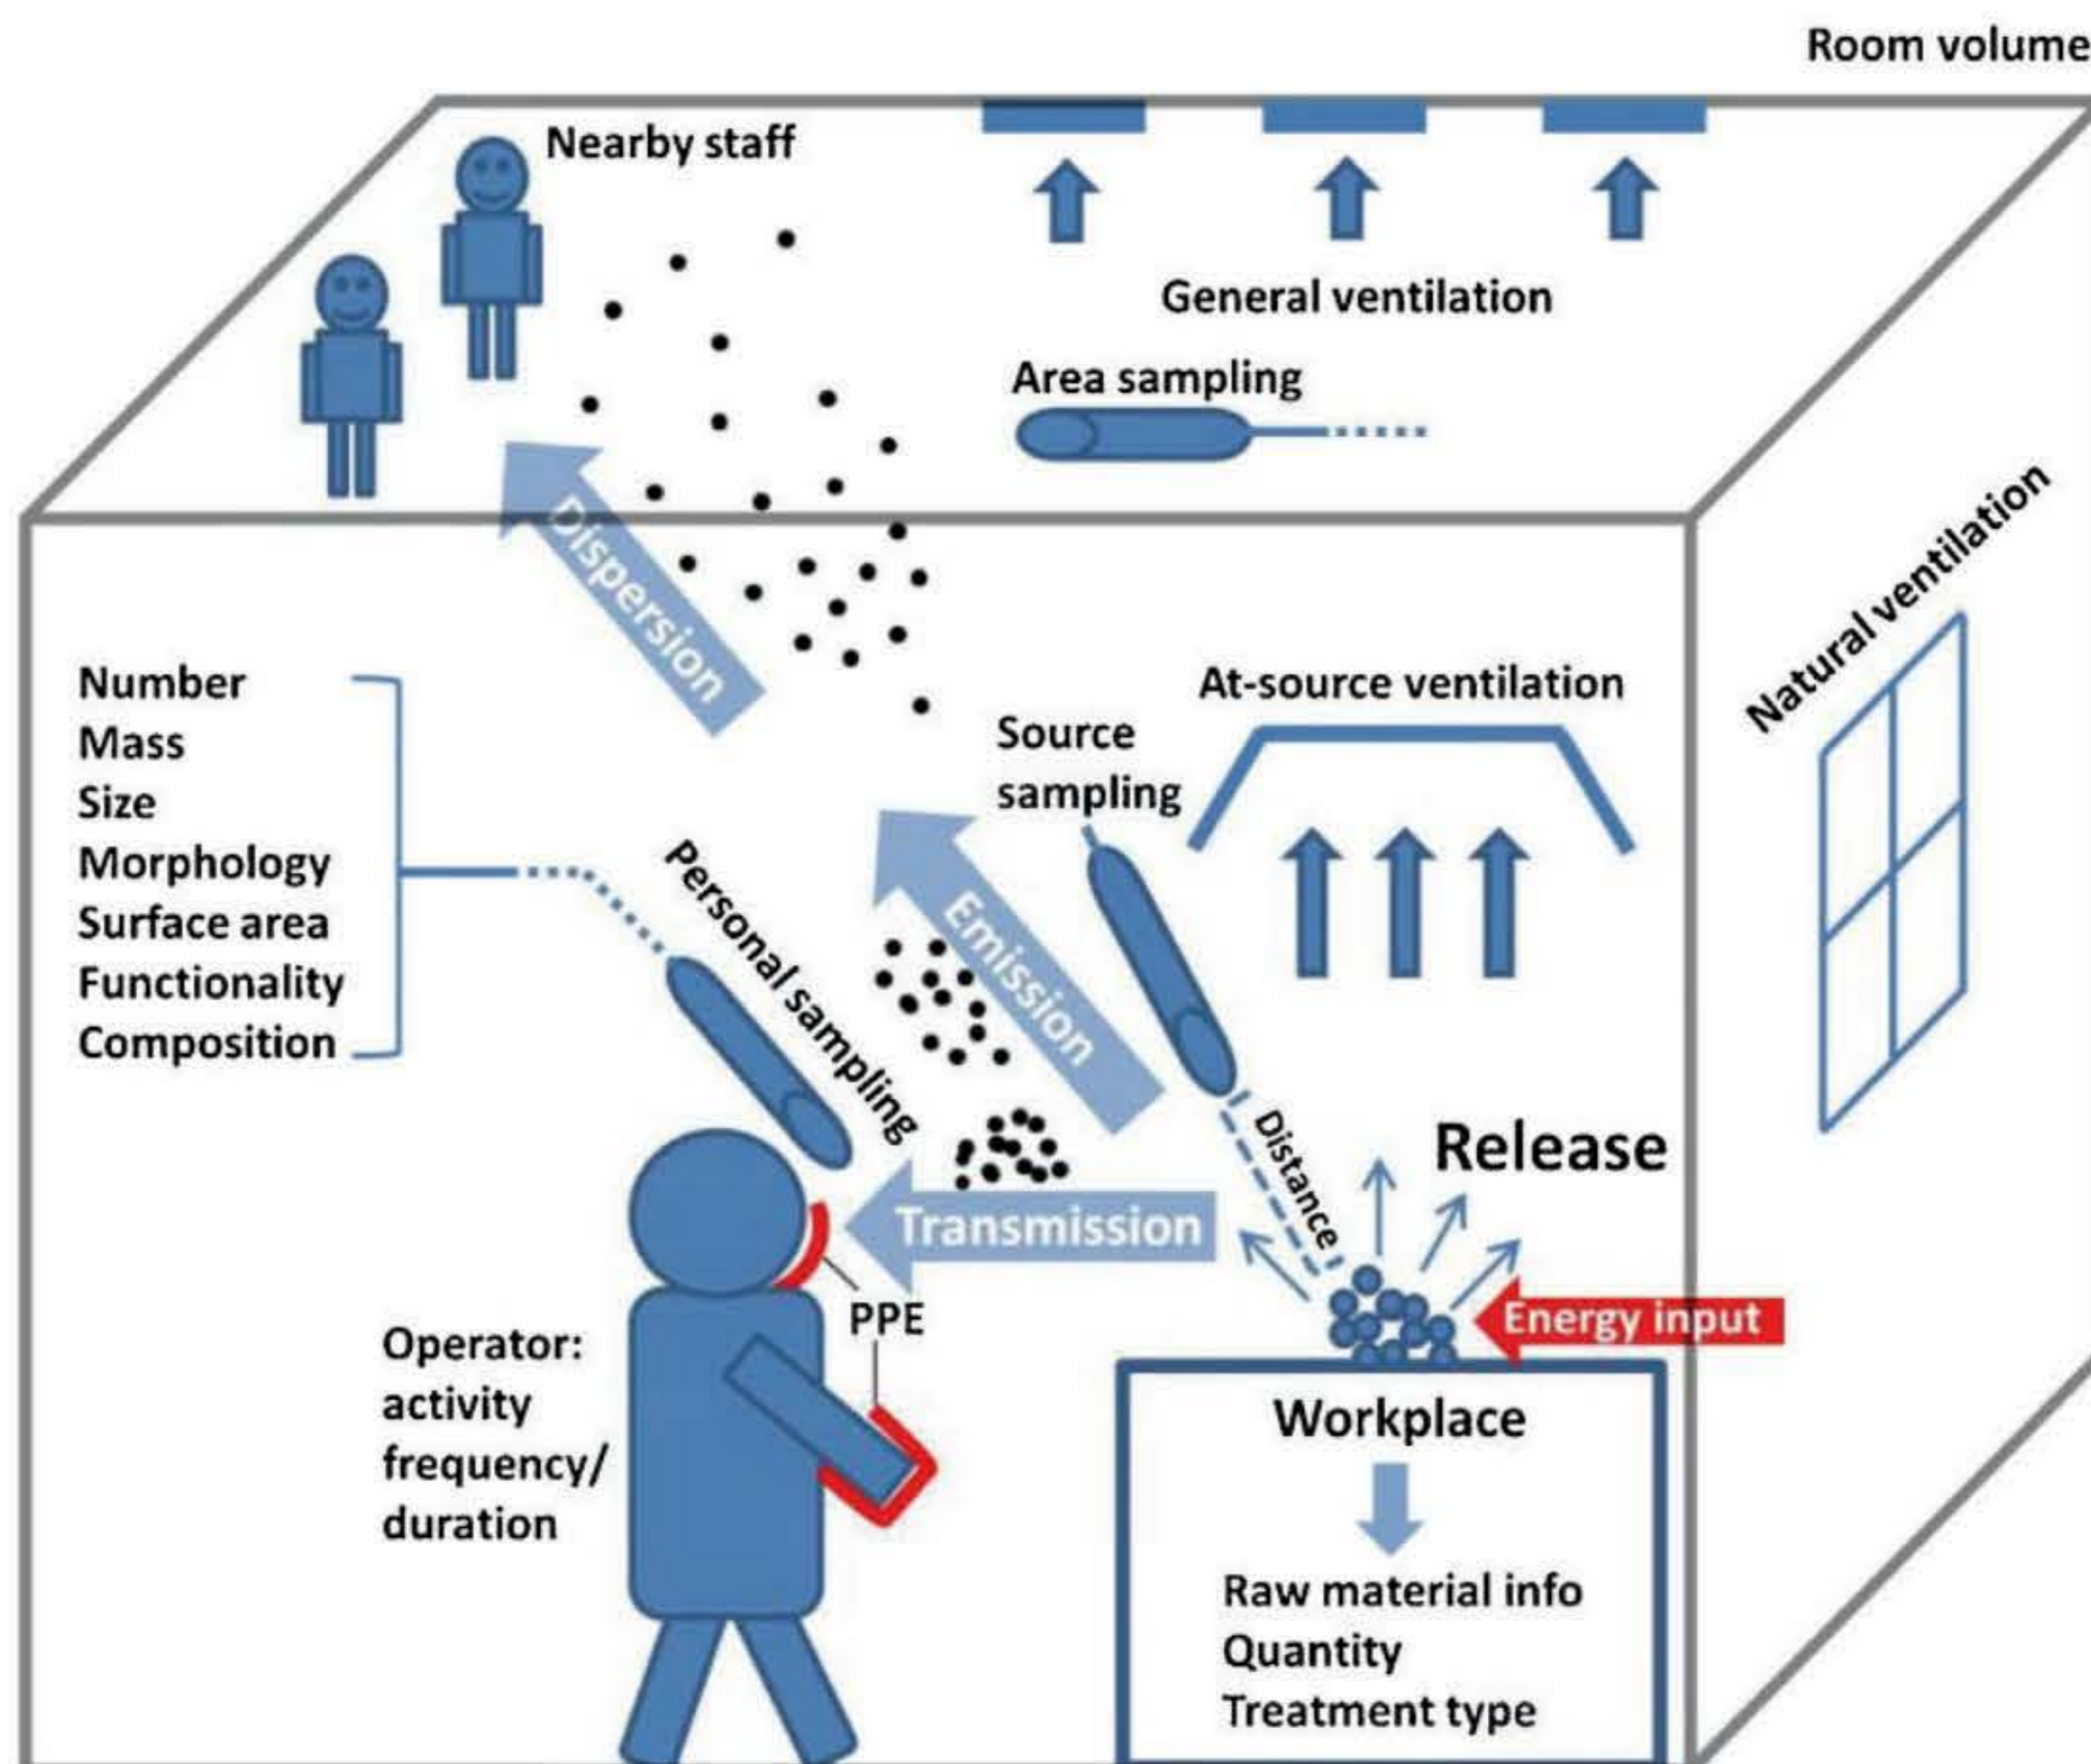 Room volume
Nearby staff
General ventilation
Area sampling
Dispersion
Natural ventilation
Number
Mass
Size
Morphology
Surface area
Functionality
Composition
At-source ventilation
Source
sampling
Personal sampling
Emission
Distance
Release
Transmission
PPE
Energy input
Operator:
activity
frequency/
duration
Workplace
Raw material info
Quantity
Treatment type